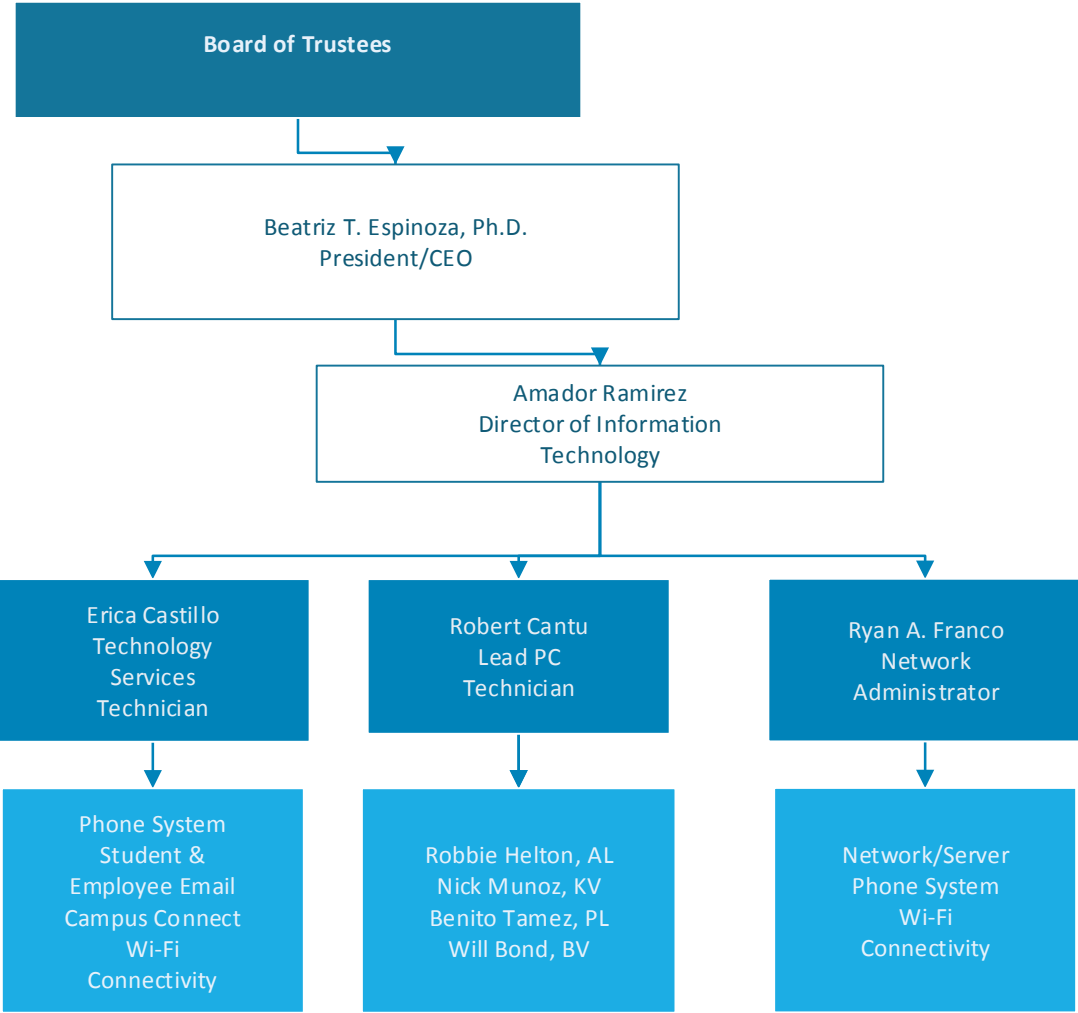 Board of Trustees
Beatriz T. Espinoza, Ph.D.
President/CEO
Amador Ramirez
Director of Information
Technology
Erica Castillo
Technology
Services
Technician
Robert Cantu
Lead PC
Technician
Ryan A. Franco
Network
Administrator
Phone System
Student &
Employee Email
Campus Connect
Wi-Fi
Connectivity
Robbie Helton, AL
Nick Munoz, KV
Benito Tamez, PL
Will Bond, BV
Network/Server
Phone System
Wi-Fi
Connectivity